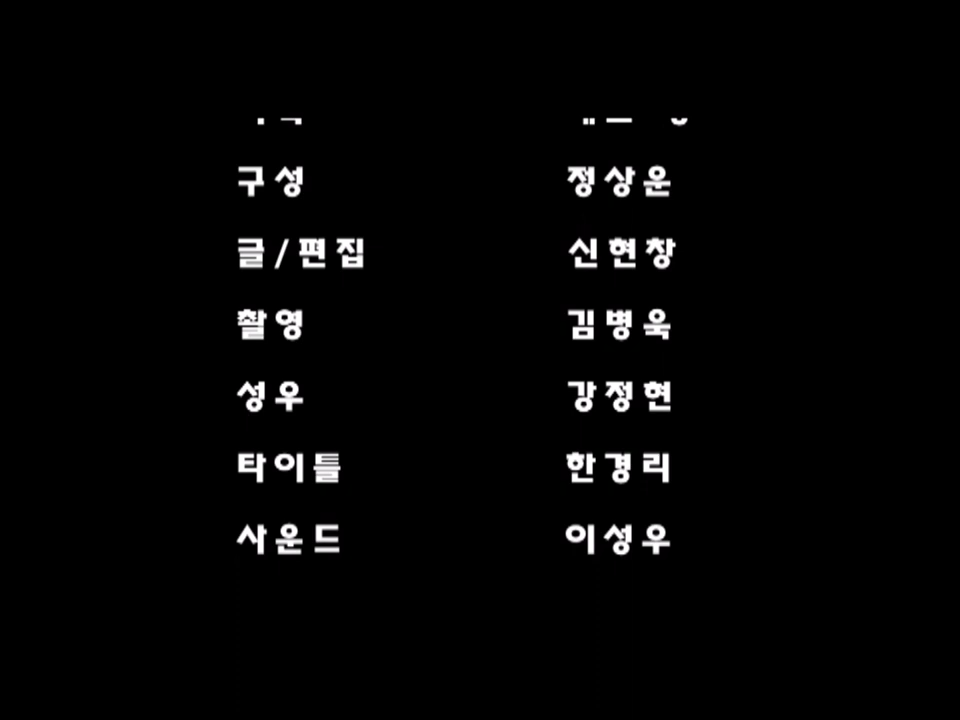 구성 정상운
글/편집 신현창
촬영 김병욱
성우 강정현
타이틀 한경리
사운드 이성우